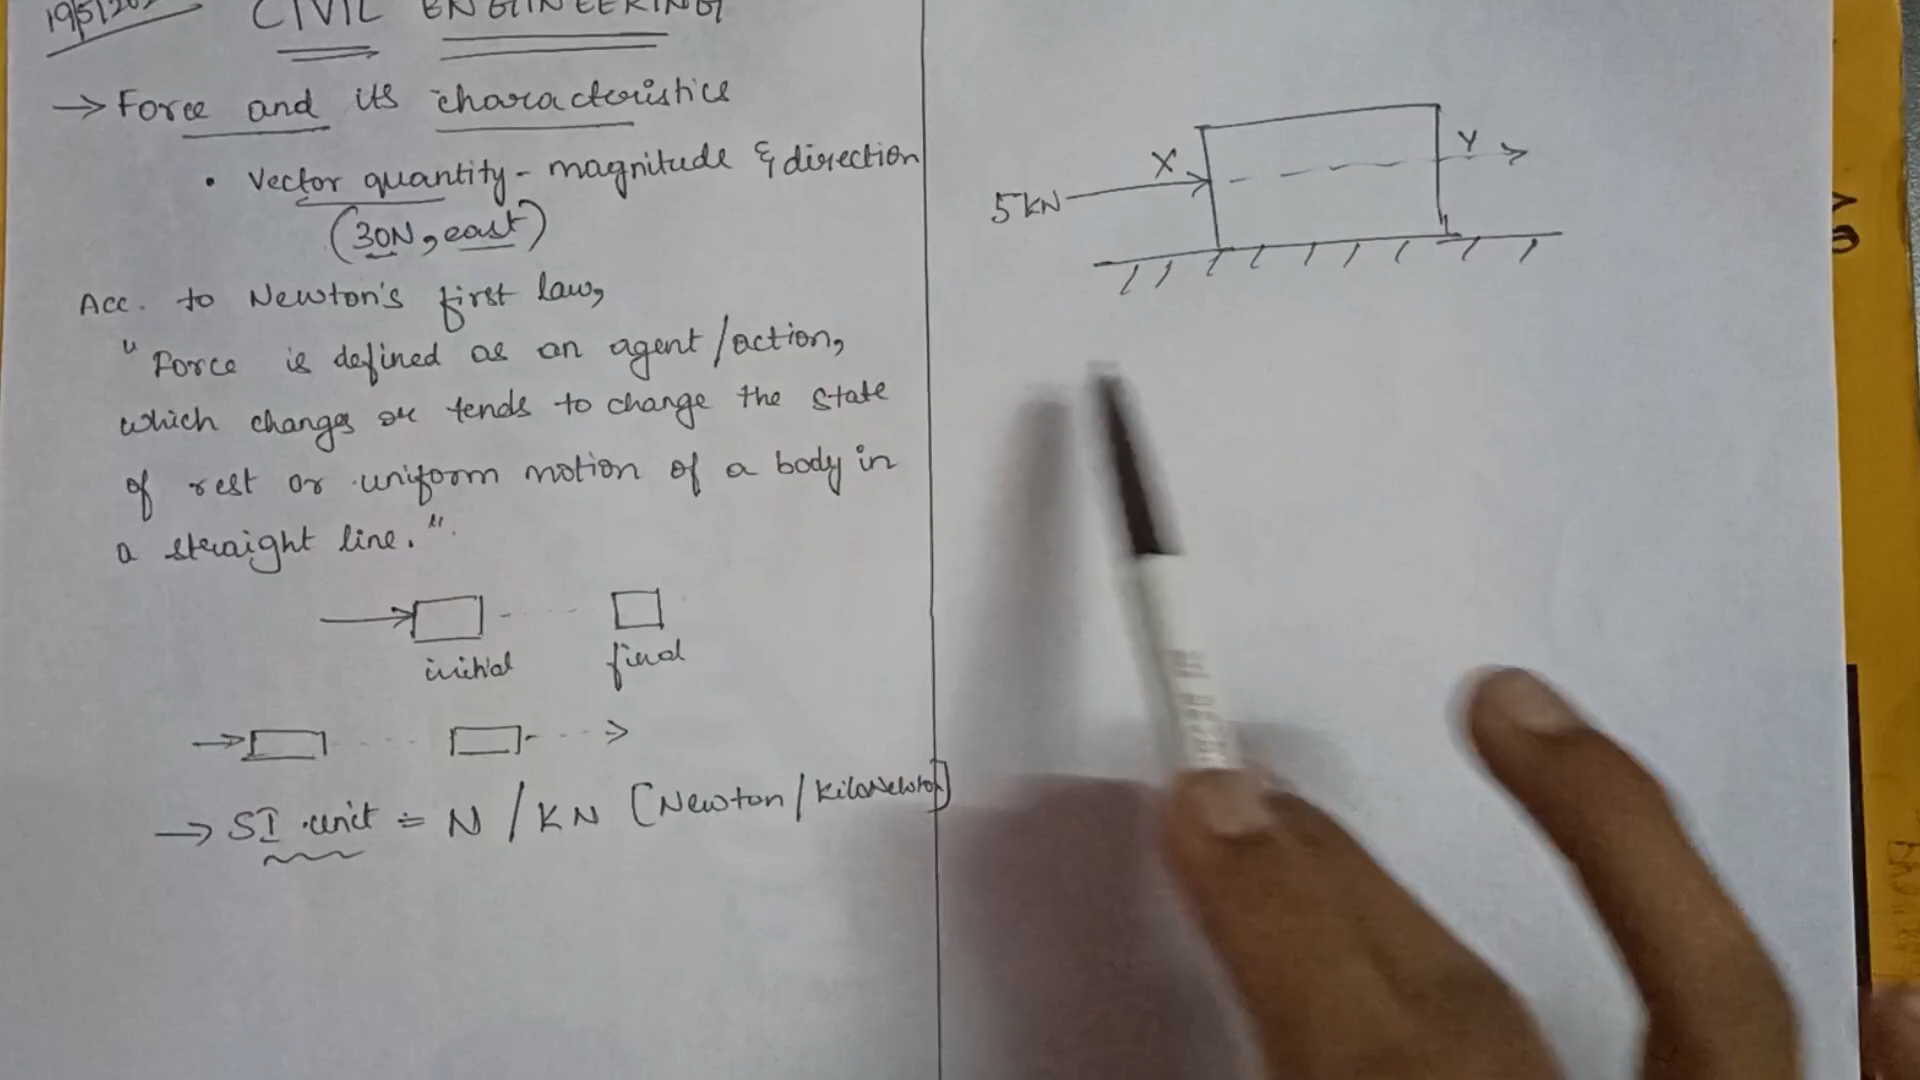 CIVIL ENGINEERING
→ Force and its characteristics
• Vector quantity - magnitude & direction
(30N, east)
Acc. to Newton's first law,
"Force is defined as an agent/action,
which changes or tends to change the state
of rest or uniform motion of a body in
a straight line."
initial final
→ SI unit = N / KN [Newton/kiloNewton]
X Y
5 kN